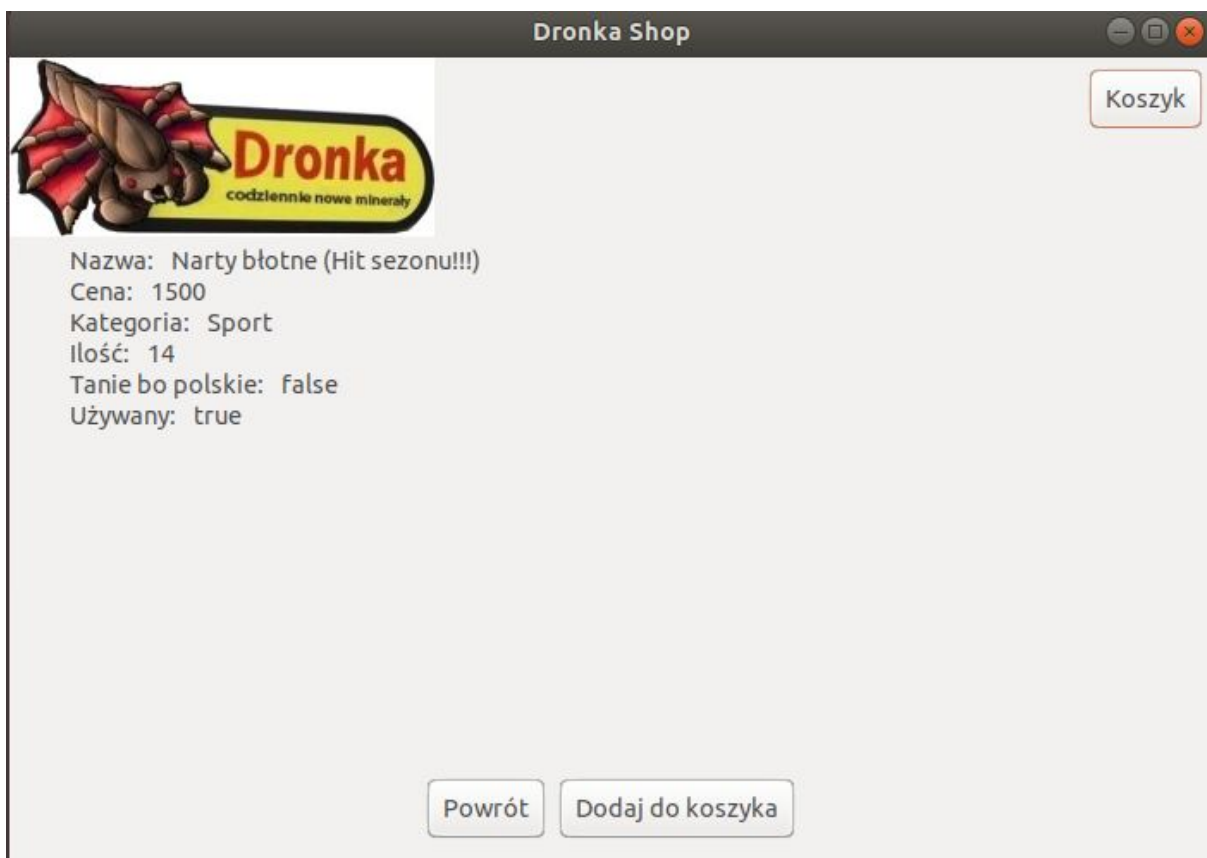 Dronka Shop
Koszyk
Dronka
codziennie nowe minerały
Nazwa: Narty błotne (Hit sezonu!!!)
Cena: 1500
Kategoria: Sport
Ilość: 14
Tanie bo polskie: false
Używany: true
Powrót
Dodaj do koszyka